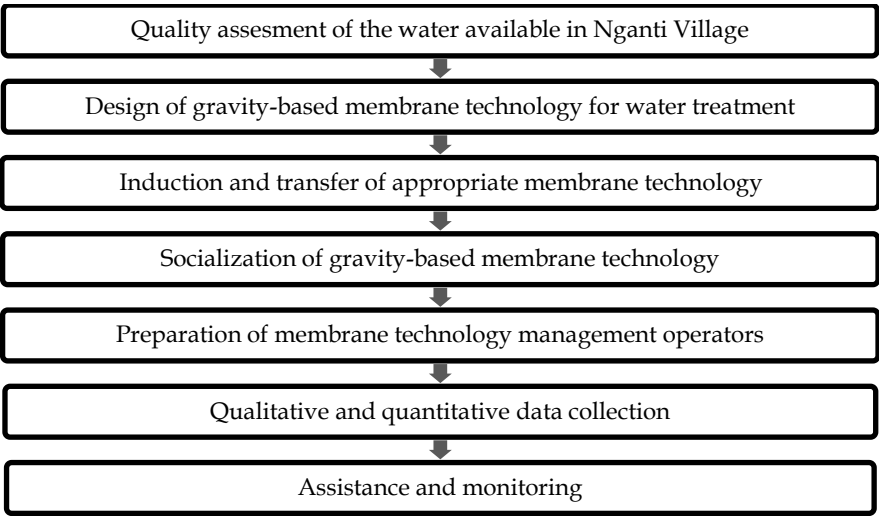 Quality assesment of the water available in Nganti Village
Design of gravity-based membrane technology for water treatment
Induction and transfer of appropriate membrane technology
Socialization of gravity-based membrane technology
Preparation of membrane technology management operators
Qualitative and quantitative data collection
Assistance and monitoring